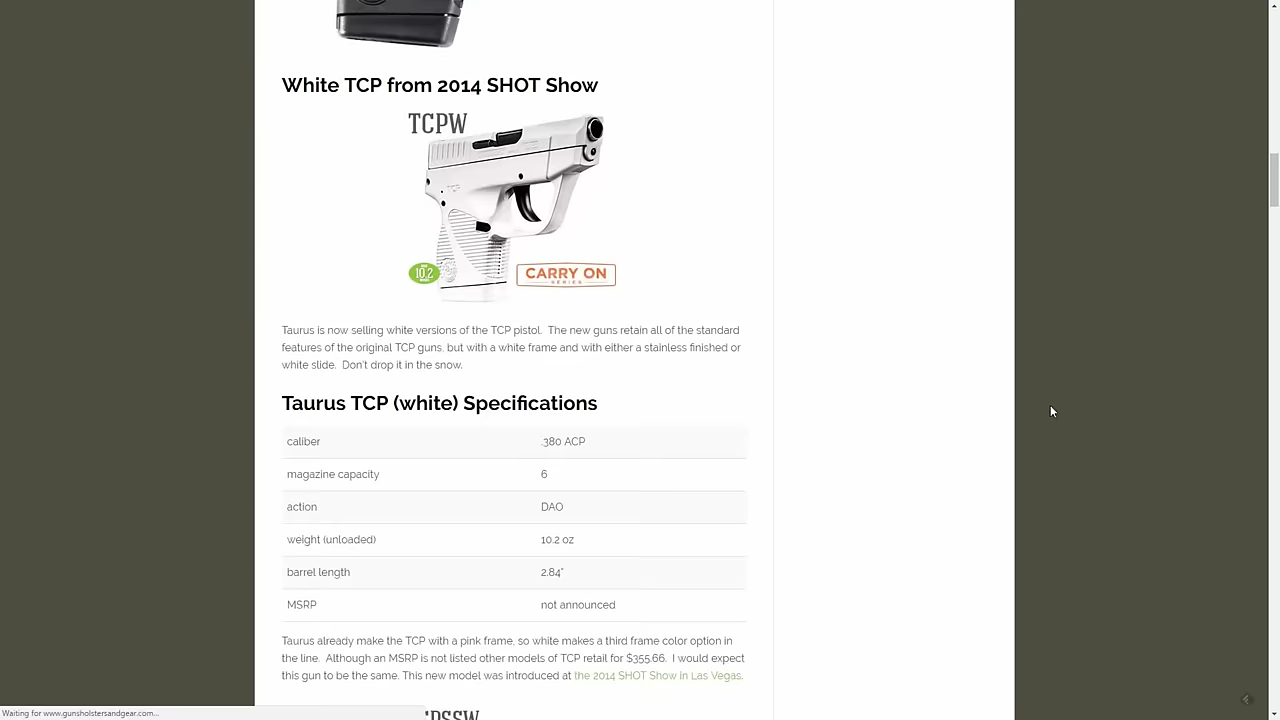 White TCP from 2014 SHOT Show
TCPW
10.2
CARRY ON
SERIES
Taurus is now selling white versions of the TCP pistol. The new guns retain all of the standard
features of the original TCP guns, but with a white frame and with either a stainless finished or
white slide. Don't drop it in the snow.
Taurus TCP (white) Specifications
caliber .380 ACP
magazine capacity 6
action DAO
weight (unloaded) 10.2 oz
barrel length 2.84"
MSRP not announced
Taurus already make the TCP with a pink frame, so white makes a third frame color option in
the line. Although an MSRP is not listed other models of TCP retail for $355.66. I would expect
this gun to be the same. This new model was introduced at the 2014 SHOT Show in Las Vegas.
Waiting for www.gunsholstersandgear.com...